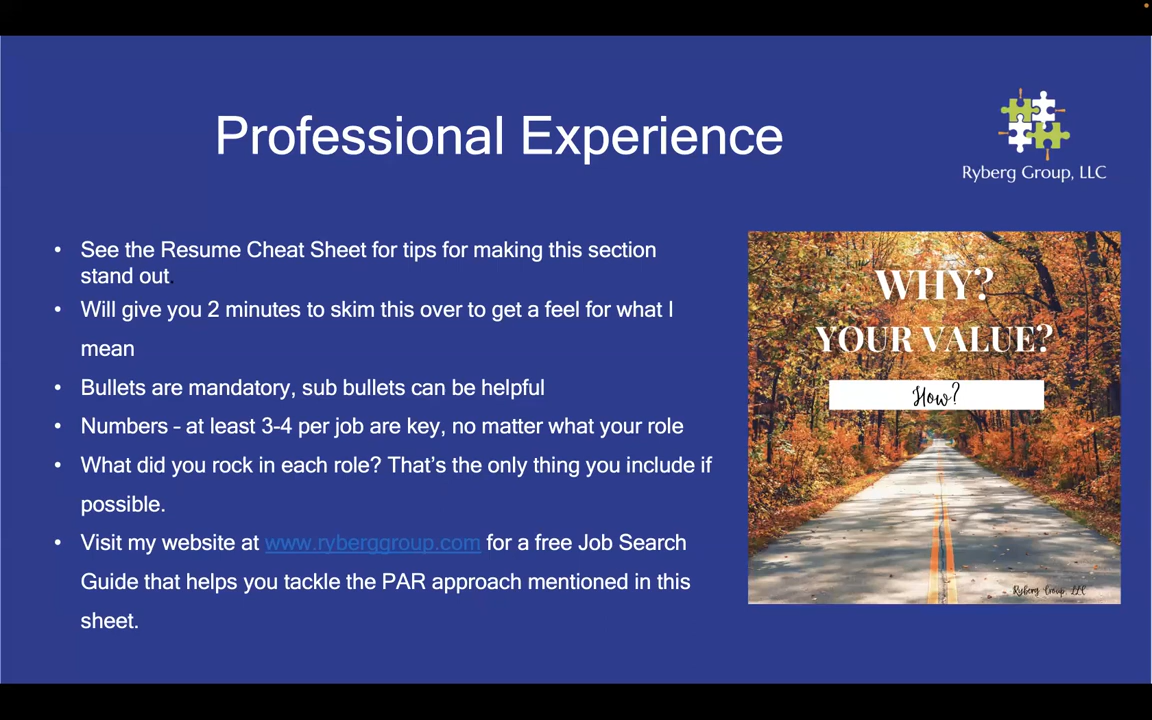 Professional Experience
Ryberg Group, LLC
• See the Resume Cheat Sheet for tips for making this section
stand out.
• Will give you 2 minutes to skim this over to get a feel for what I
mean
• Bullets are mandatory, sub bullets can be helpful
• Numbers - at least 3-4 per job are key, no matter what your role
• What did you rock in each role? That's the only thing you include if
possible.
• Visit my website at www.ryberggroup.com for a free Job Search
Guide that helps you tackle the PAR approach mentioned in this
sheet.
WHY?
YOUR VALUE?
How?
Ryberg Group, LLC